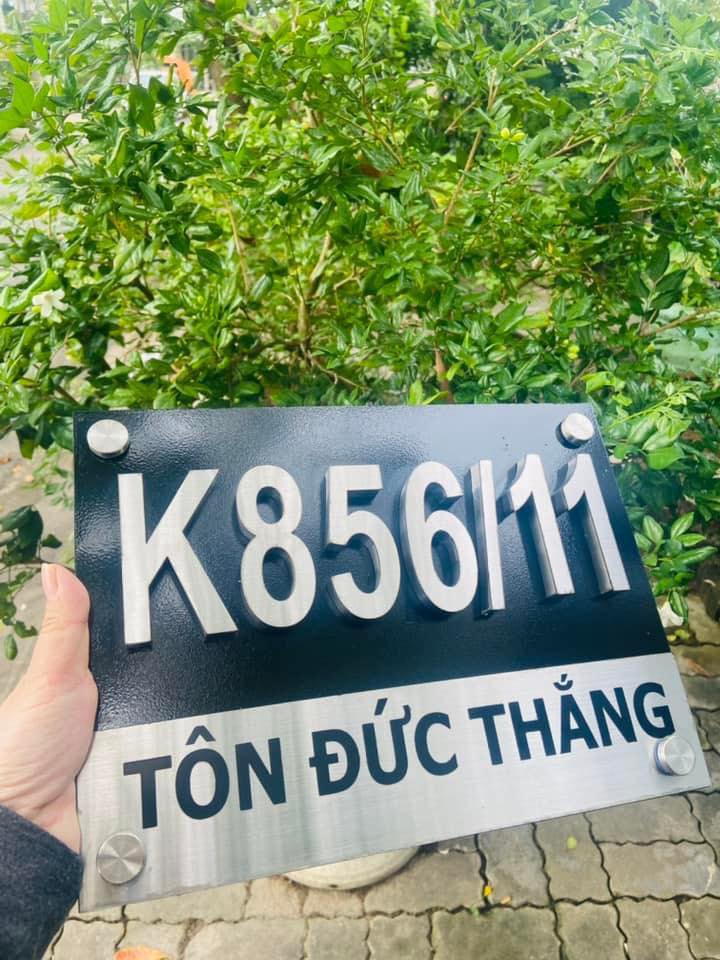 K856/11
TÔN ĐỨC THẮNG